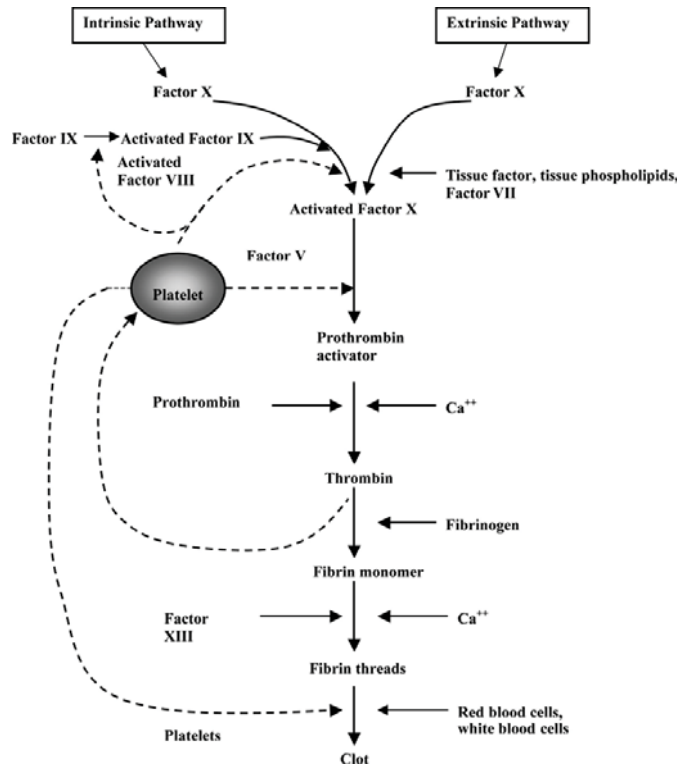 Intrinsic Pathway
Extrinsic Pathway
Factor X
Factor X
Factor IX
Activated Factor IX
Activated
Factor VIII
Tissue factor, tissue phospholipids,
Factor VII
Activated Factor X
Factor V
Platelet
Prothrombin
activator
Prothrombin
Ca⁺⁺
Thrombin
Fibrinogen
Fibrin monomer
Factor
XIII
Ca⁺⁺
Fibrin threads
Red blood cells,
white blood cells
Platelets
Clot